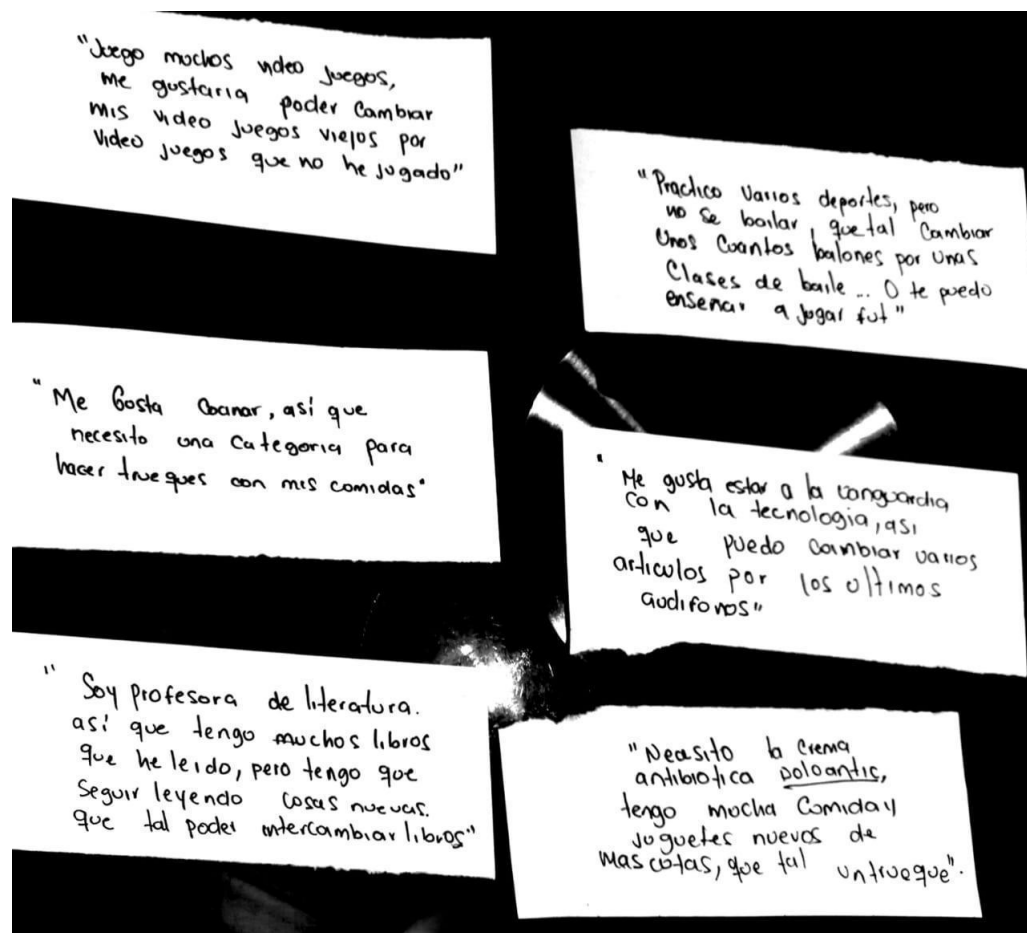 "Juego muchos video juegos,
me gustaria poder cambiar
mis video juegos viejos por
video juegos que no he jugado"
"Practico varios deportes, pero
no se bailar, que tal cambiar
unos cuantos balones por unas
clases de baile... O te puedo
enseñar a jugar fut"
"Me gusta cocinar, así que
necesito una categoria para
hacer trueques con mis comidas"
"Me gusta estar a la vanguardia
con la tecnologia, asi
que puedo cambiar varios
articulos por los ultimos
audifonos"
"Soy profesora de literatura.
así que tengo muchos libros
que he leido, pero tengo que
seguir leyendo cosas nuevas.
que tal poder intercambiar libros"
"Necesito la crema
antibiotica doloantic,
tengo mucha comida y
juguetes nuevos de
mascotas, que tal un trueque".